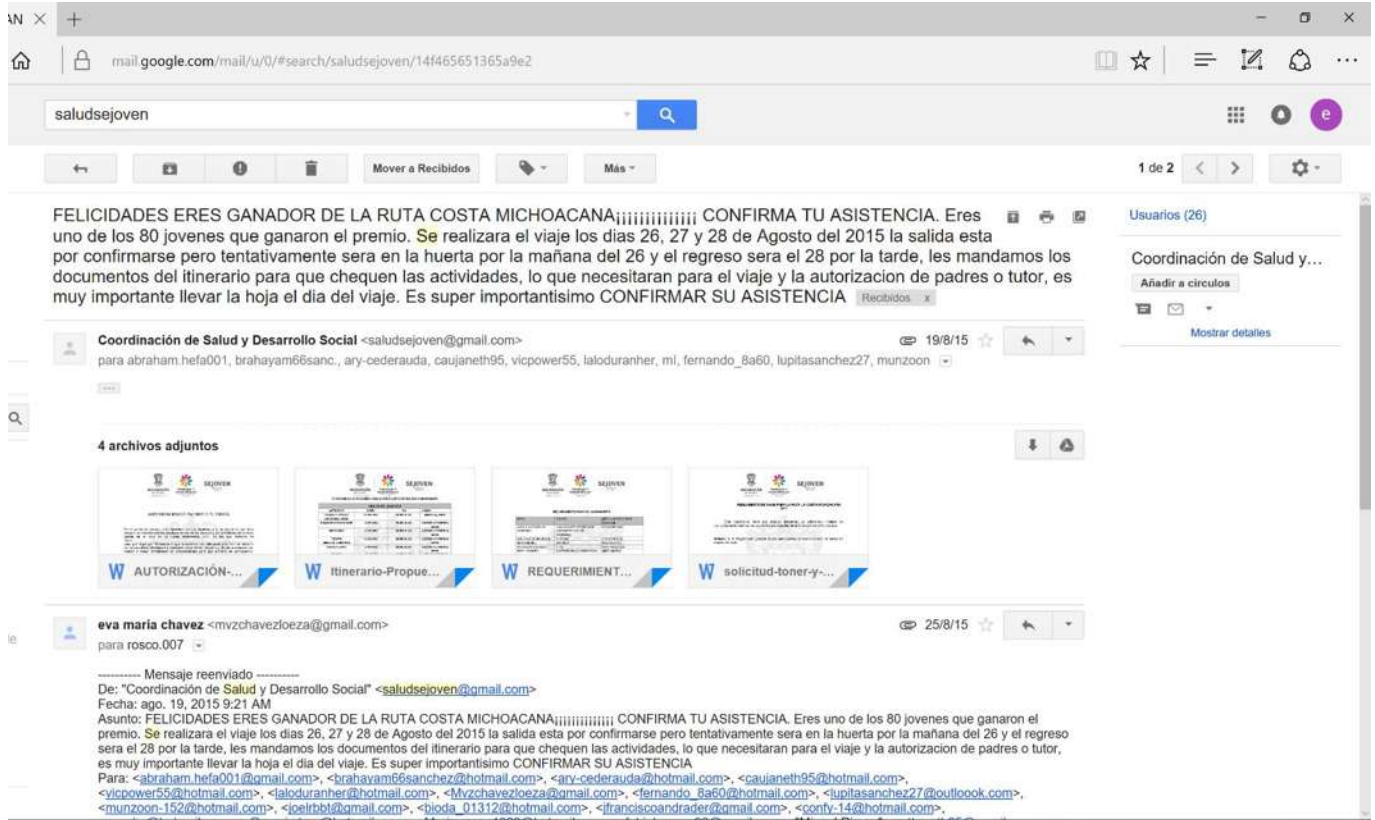 AN
mail.google.com/mail/u/0/#search/saludsejoven/14f465651365a9e2
saludsejoven
e
Mover a Recibidos
Más
1 de 2
FELICIDADES ERES GANADOR DE LA RUTA COSTA MICHOACANA¡¡¡¡¡¡¡¡¡¡¡¡¡¡ CONFIRMA TU ASISTENCIA. Eres
uno de los 80 jovenes que ganaron el premio. Se realizara el viaje los dias 26, 27 y 28 de Agosto del 2015 la salida esta
por confirmarse pero tentativamente sera en la huerta por la mañana del 26 y el regreso sera el 28 por la tarde, les mandamos los
documentos del itinerario para que chequen las actividades, lo que necesitaran para el viaje y la autorizacion de padres o tutor, es
muy importante llevar la hoja el dia del viaje. Es super importantisimo CONFIRMAR SU ASISTENCIA Recibidos x
Usuarios (26)
Coordinación de Salud y...
Añadir a círculos
Mostrar detalles
Coordinación de Salud y Desarrollo Social <saludsejoven@gmail.com>
19/8/15
para abraham.hefa001, brahayam66sanc., ary-cederauda, caujaneth95, vicpower55, laloduranher, mí, fernando_8a60, lupitasanchez27, munzoon
4 archivos adjuntos
SEJOVEN
SEJOVEN
SEJOVEN
SEJOVEN
W AUTORIZACIÓN-...
W Itinerario-Propue...
W REQUERIMIENT...
W solicitud-toner-y-...
eva maria chavez <mvzchavezloeza@gmail.com>
25/8/15
para rosco.007
---------- Mensaje reenviado ----------
De: "Coordinación de Salud y Desarrollo Social" <saludsejoven@gmail.com>
Fecha: ago. 19, 2015 9:21 AM
Asunto: FELICIDADES ERES GANADOR DE LA RUTA COSTA MICHOACANA¡¡¡¡¡¡¡¡¡¡¡¡¡¡ CONFIRMA TU ASISTENCIA. Eres uno de los 80 jovenes que ganaron el
premio. Se realizara el viaje los dias 26, 27 y 28 de Agosto del 2015 la salida esta por confirmarse pero tentativamente sera en la huerta por la mañana del 26 y el regreso
sera el 28 por la tarde, les mandamos los documentos del itinerario para que chequen las actividades, lo que necesitaran para el viaje y la autorizacion de padres o tutor,
es muy importante llevar la hoja el dia del viaje. Es super importantisimo CONFIRMAR SU ASISTENCIA
Para: <abraham.hefa001@gmail.com>, <brahayam66sanchez@hotmail.com>, <ary-cederauda@hotmail.com>, <caujaneth95@hotmail.com>,
<vicpower55@hotmail.com>, <laloduranher@hotmail.com>, <Mvzchavezloeza@gmail.com>, <fernando_8a60@hotmail.com>, <lupitasanchez27@outloook.com>,
<munzoon-152@hotmail.com>, <joelrbbt@gmail.com>, <bioda_01312@hotmail.com>, <jfranciscoandrader@gmail.com>, <confy-14@hotmail.com>,